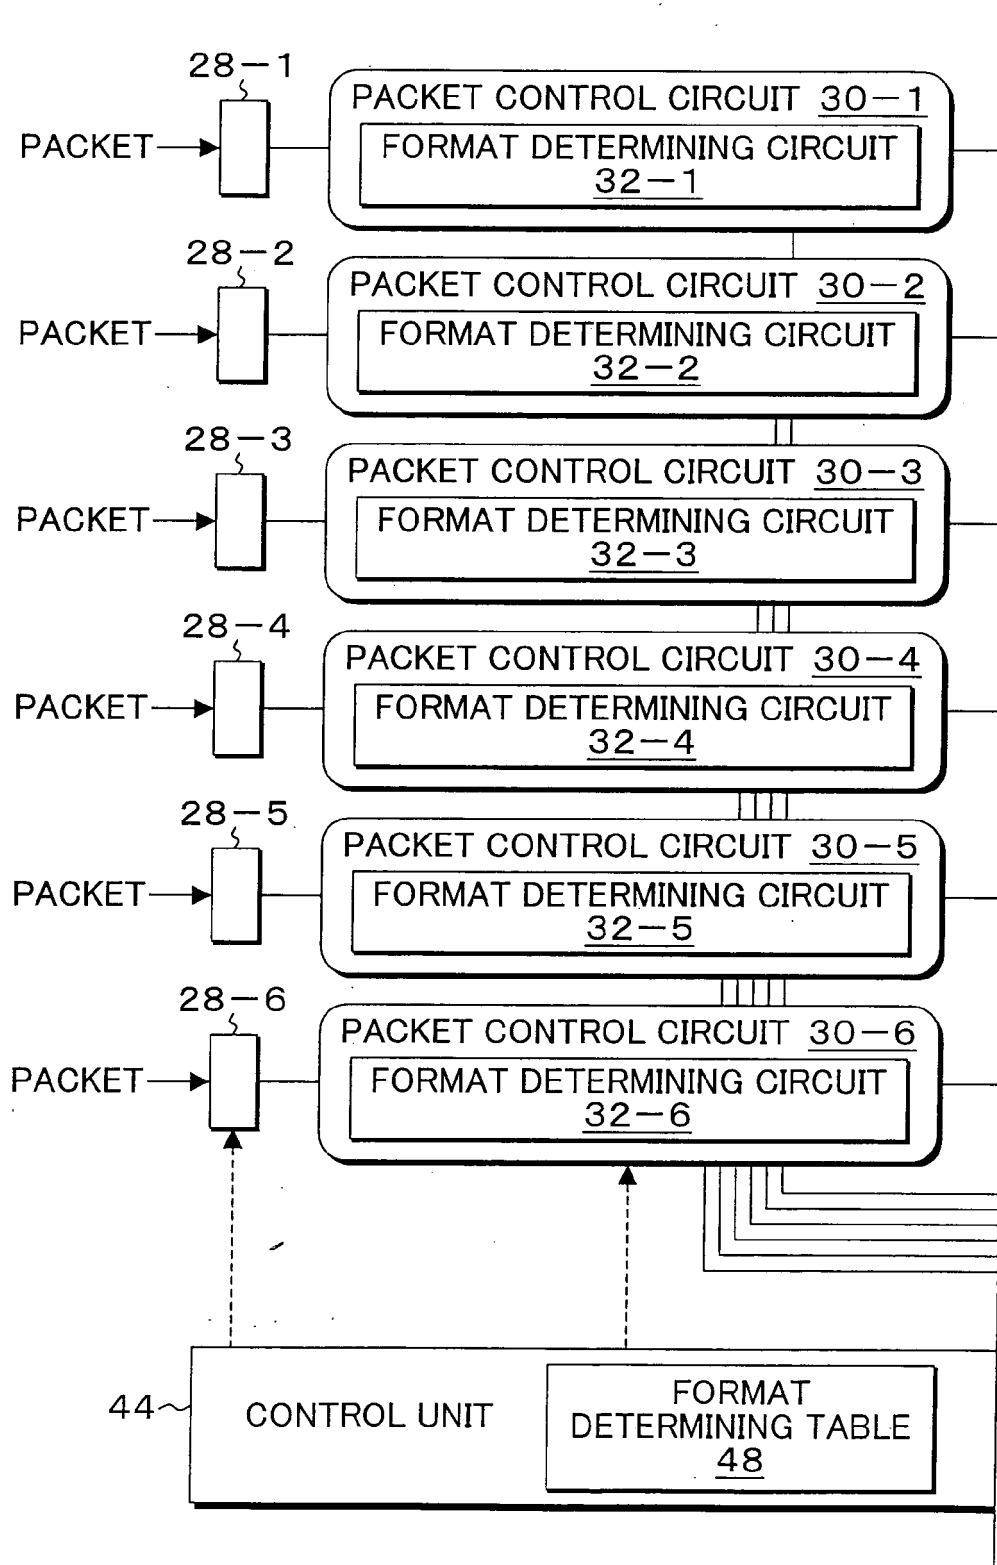 28-1
PACKET CONTROL CIRCUIT 30-1
PACKET
FORMAT DETERMINING CIRCUIT
32-1
28-2
PACKET CONTROL CIRCUIT 30-2
PACKET
FORMAT DETERMINING CIRCUIT
32-2
28-3
PACKET CONTROL CIRCUIT 30-3
PACKET
FORMAT DETERMINING CIRCUIT
32-3
28-4
PACKET CONTROL CIRCUIT 30-4
PACKET
FORMAT DETERMINING CIRCUIT
32-4
28-5
PACKET CONTROL CIRCUIT 30-5
PACKET
FORMAT DETERMINING CIRCUIT
32-5
28-6
PACKET CONTROL CIRCUIT 30-6
PACKET
FORMAT DETERMINING CIRCUIT
32-6
44
CONTROL UNIT
FORMAT
DETERMINING TABLE
48